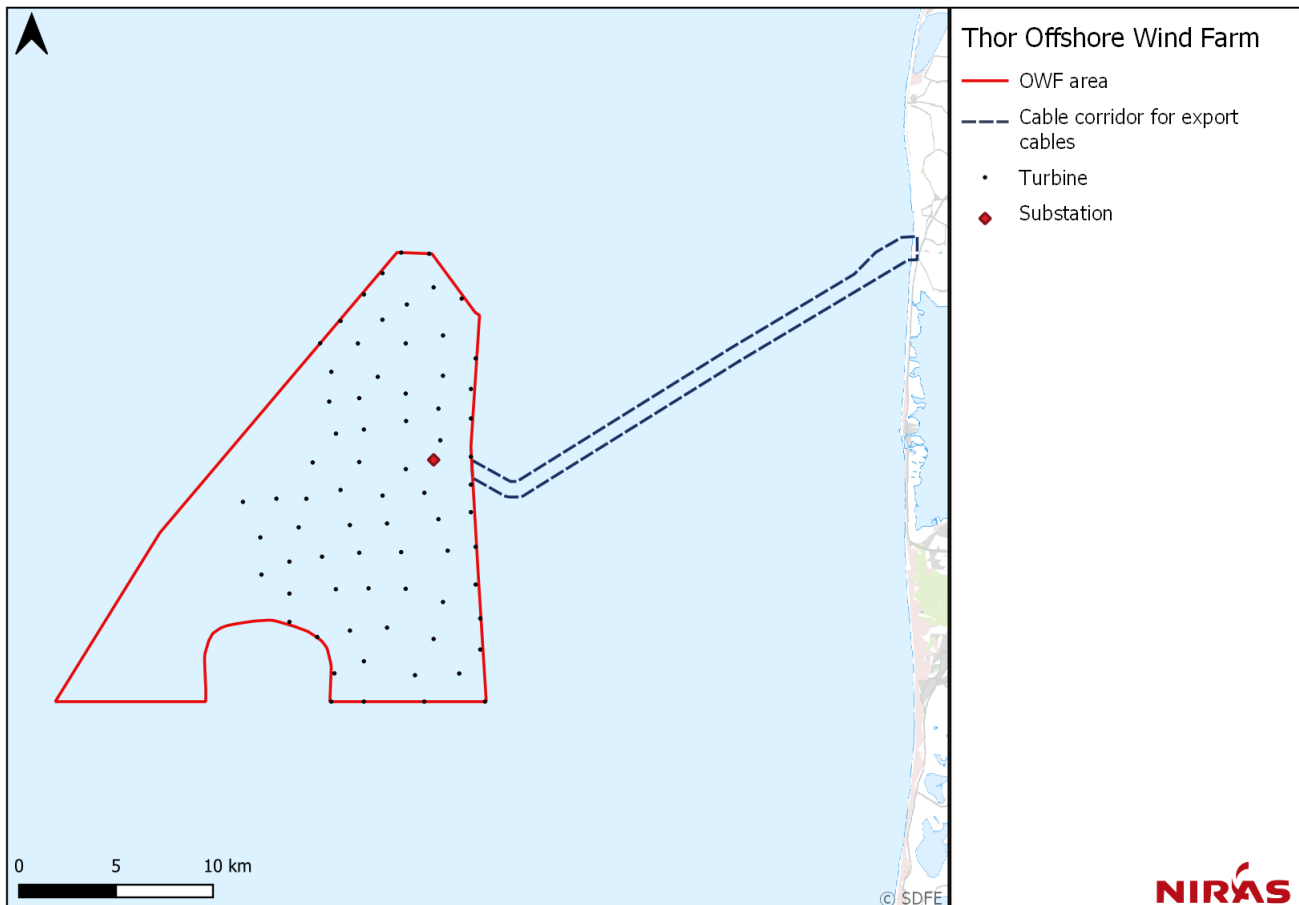 Thor Offshore Wind Farm
OWF area
Cable corridor for export
cables
Turbine
Substation
0 5 10 km
© SDFE
NIRAS